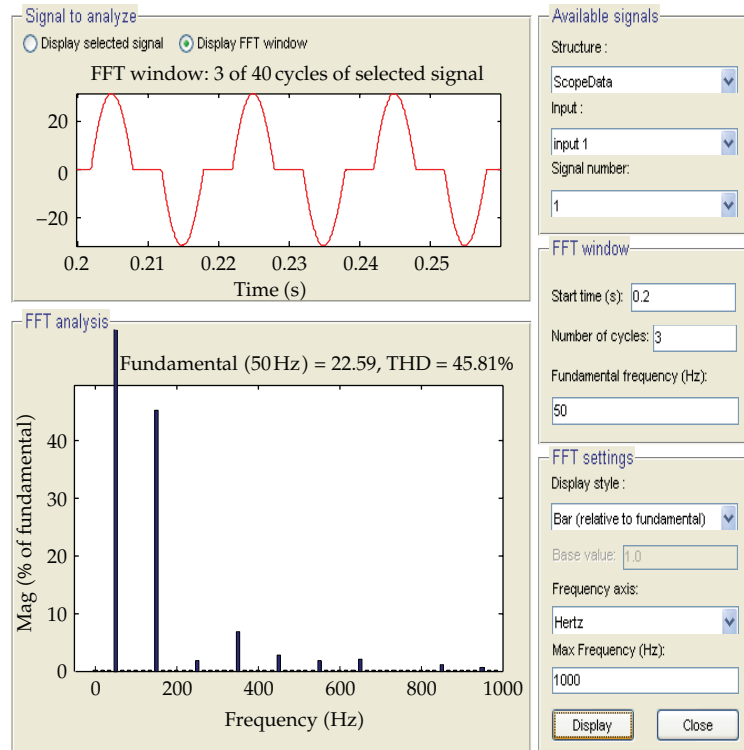 Signal to analyze
Display selected signal Display FFT window
FFT window: 3 of 40 cycles of selected signal
20
0
−20
0.2 0.21 0.22 0.23 0.24 0.25
Time (s)
FFT analysis
Fundamental (50 Hz) = 22.59, THD = 45.81%
Mag (% of fundamental)
40
30
20
10
0
0 200 400 600 800 1000
Frequency (Hz)
Available signals
Structure :
ScopeData
Input :
input 1
Signal number:
1
FFT window
Start time (s): 0.2
Number of cycles: 3
Fundamental frequency (Hz):
50
FFT settings
Display style :
Bar (relative to fundamental)
Base value: 1.0
Frequency axis:
Hertz
Max Frequency (Hz):
1000
Display Close